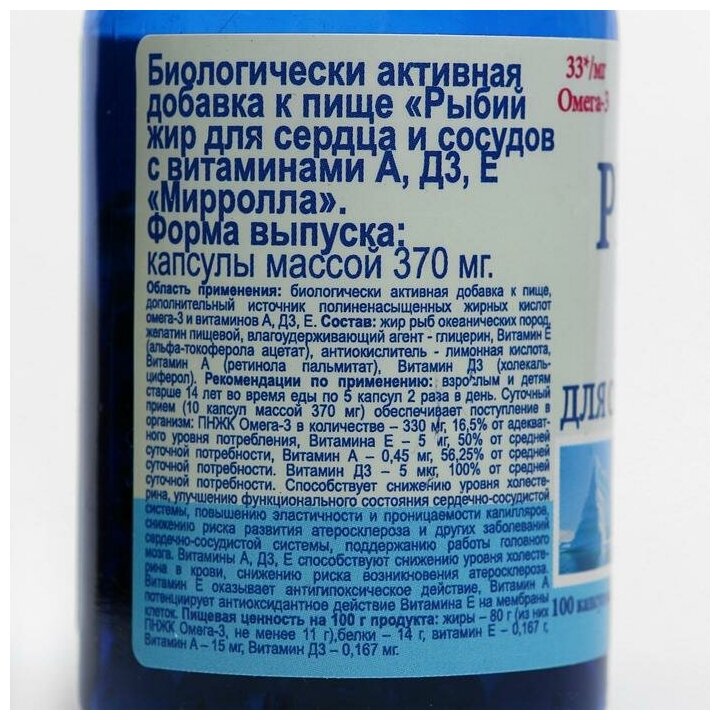 Биологически активная
добавка к пище «Рыбий
жир для сердца и сосудов
с витаминами А, Д3, Е
«Мирролла».
Форма выпуска:
капсулы массой 370 мг.
Область применения: биологически активная добавка к пище,
дополнительный источник полиненасыщенных жирных кислот
омега-3 и витаминов А, Д3, Е. Состав: жир рыб океанических пород,
желатин пищевой, влагоудерживающий агент - глицерин, Витамин Е
(альфа-токоферола ацетат), антиокислитель - лимонная кислота,
Витамин А (ретинола пальмитат), Витамин Д3 (холекаль-
циферол). Рекомендации по применению: взрослым и детям
старше 14 лет во время еды по 5 капсул 2 раза в день. Суточный
прием (10 капсул массой 370 мг) обеспечивает поступление в
организм: ПНЖК Омега-3 в количестве – 330 мг, 16,5% от адекват-
ного уровня потребления, Витамина Е – 5 мг, 50% от средней
суточной потребности, Витамин А – 0,45 мг, 56,25% от средней
суточной потребности. Витамин Д3 – 5 мкг, 100% от средней
суточной потребности. Способствует снижению уровня холесте-
рина, улучшению функционального состояния сердечно-сосудистой
системы, повышению эластичности и проницаемости капилляров,
снижению риска развития атеросклероза и других заболеваний
сердечно-сосудистой системы, поддержанию работы головного
мозга. Витамины А, Д3, Е способствуют снижению уровня холесте-
рина в крови, снижению риска возникновения атеросклероза.
Витамин Е оказывает антигипоксическое действие, Витамин А
потенциирует антиоксидантное действие Витамина Е на мембраны
клеток. Пищевая ценность на 100 г продукта: жиры – 80 г (из них
ПНЖК Омега-3, не менее 11 г),белки – 14 г, витамин Е – 0,167 г,
Витамин А – 15 мг, Витамин Д3 – 0,167 мг.
33*/мг
Омега-3
Р
для
100 капсул